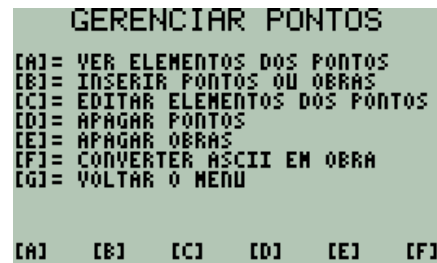 GERENCIAR PONTOS
[A]= VER ELEMENTOS DOS PONTOS
[B]= INSERIR PONTOS OU OBRAS
[C]= EDITAR ELEMENTOS DOS PONTOS
[D]= APAGAR PONTOS
[E]= APAGAR OBRAS
[F]= CONVERTER ASCII EM OBRA
[G]= VOLTAR O MENU
[A] [B] [C] [D] [E] [F]